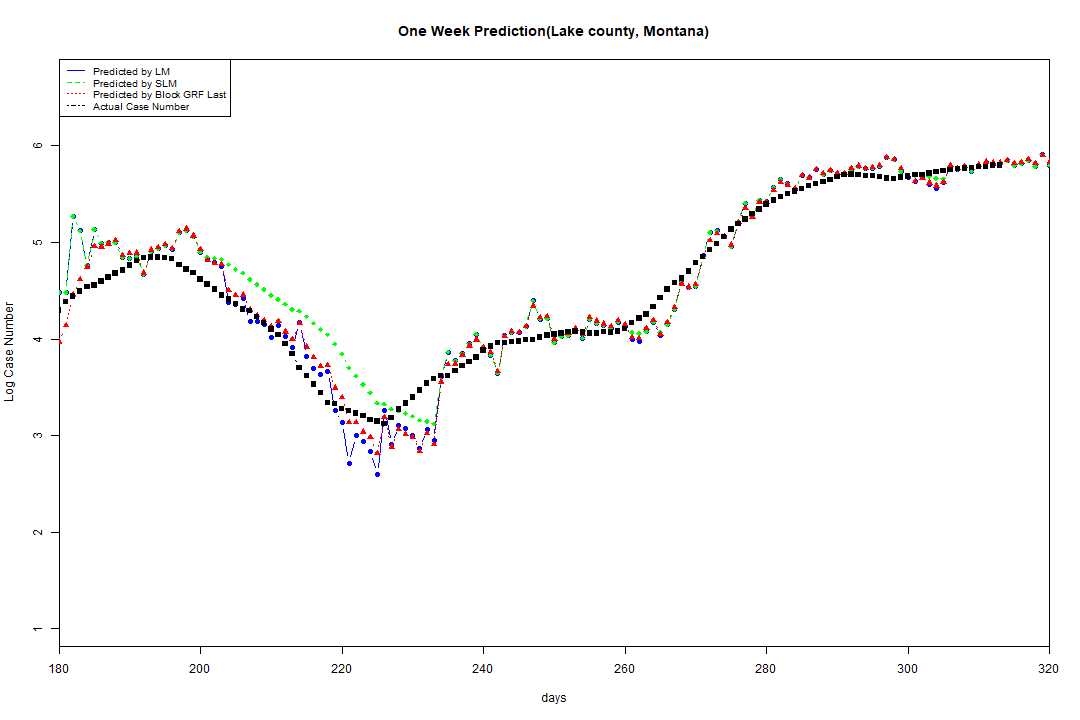 One Week Prediction(Lake county, Montana)
Predicted by LM
Predicted by SLM
Predicted by Block GRF Last
Actual Case Number
Log Case Number
6
5
4
3
2
1
180 200 220 240 260 280 300 320
days